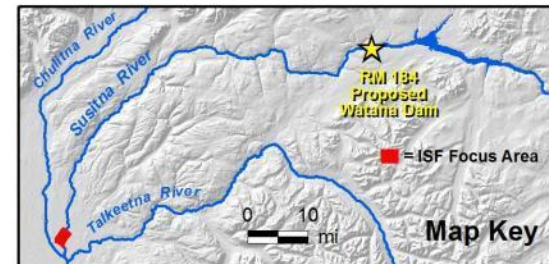 Chulitna River
Susitna River
RM 184
Proposed
Watana Dam
= ISF Focus Area
Talkeetna River
0 10
mi
Map Key